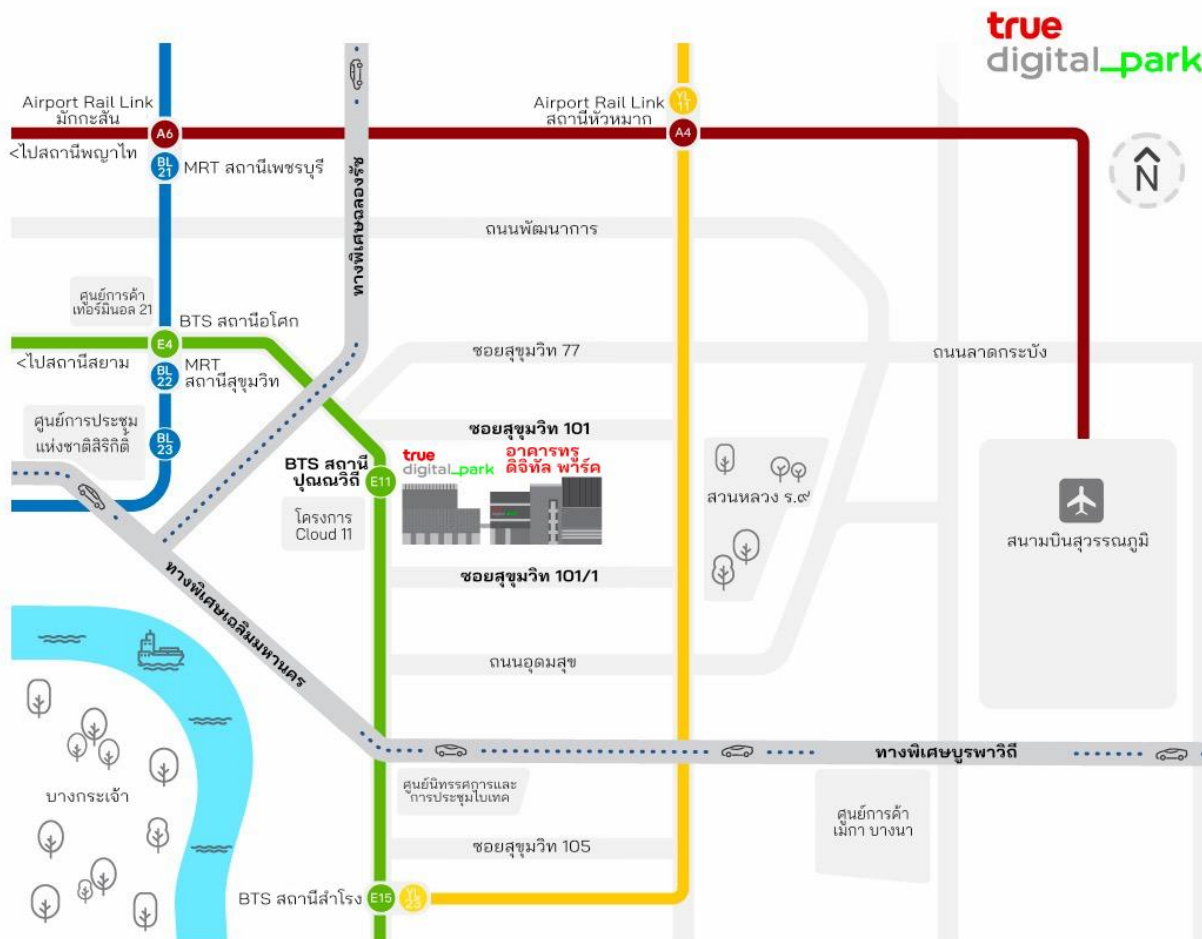 true
digital_park
Airport Rail Link
มักกะสัน
A6
<ไปสถานีพญาไท
BL
21
MRT สถานีเพชรบุรี
ทางพิเศษฉลองรัช
Airport Rail Link
สถานีหัวหมาก
YL
11
A4
N
ถนนพัฒนาการ
ศูนย์การค้า
เทอร์มินอล 21
BTS สถานีอโศก
E4
<ไปสถานีสยาม
BL
22
MRT
สถานีสุขุมวิท
ซอยสุขุมวิท 77
ถนนลาดกระบัง
ศูนย์การประชุม
แห่งชาติสิริกิติ์
BL
23
ซอยสุขุมวิท 101
BTS สถานี
ปุณณวิถี
E11
true
digital_park
อาคารทรู
ดิจิทัล พาร์ค
โครงการ
Cloud 11
สวนหลวง ร.๙
สนามบินสุวรรณภูมิ
ซอยสุขุมวิท 101/1
ทางพิเศษเฉลิมมหานคร
ถนนอุดมสุข
ทางพิเศษบูรพาวิถี
บางกระเจ้า
ศูนย์นิทรรศการและ
การประชุมไบเทค
ศูนย์การค้า
เมกา บางนา
ซอยสุขุมวิท 105
BTS สถานีสำโรง
E15
YL
23